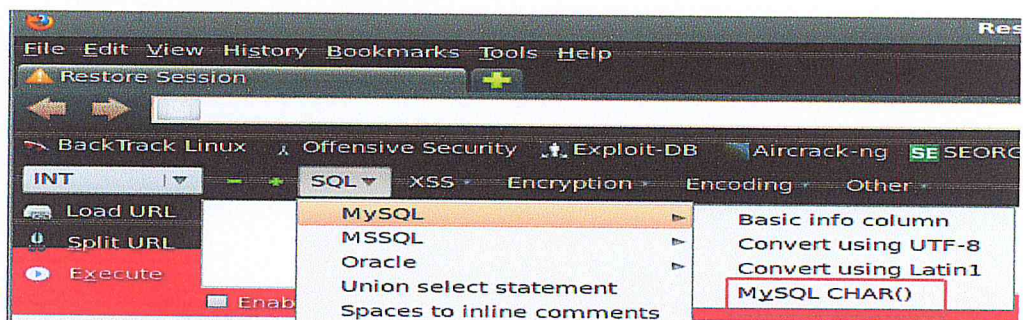 Res
File Edit View History Bookmarks Tools Help
Restore Session
BackTrack Linux Offensive Security Exploit-DB Aircrack-ng SE SEORG
INT SQL XSS Encryption Encoding Other
Load URL
Split URL
Execute
Enab
MySQL
MSSQL
Oracle
Union select statement
Spaces to inline comments
Basic info column
Convert using UTF-8
Convert using Latin1
MySQL CHAR()